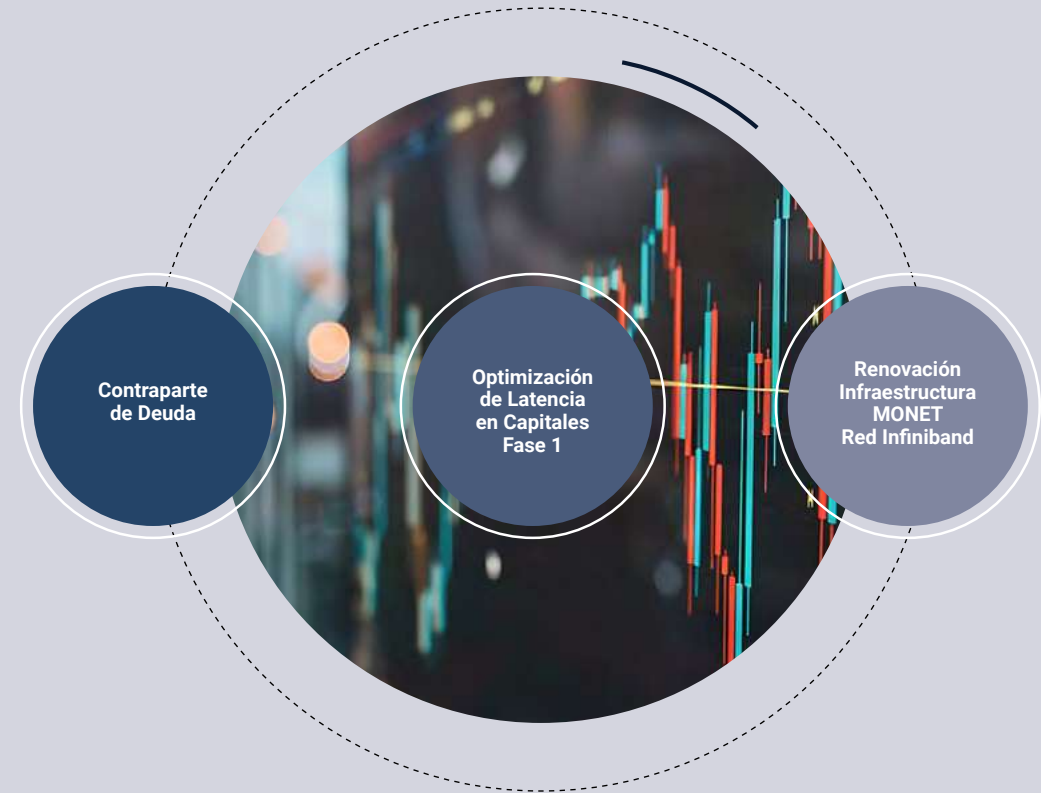 Contraparte
de Deuda
Optimización
de Latencia
en Capitales
Fase 1
Renovación
Infraestructura
MONET
Red Infiniband